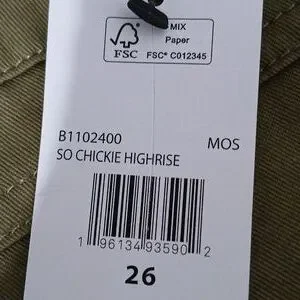 MIX
Paper
FSC
FSC® C012345
B1102400 MOS
SO CHICKIE HIGHRISE
1 96134 93590 2
26